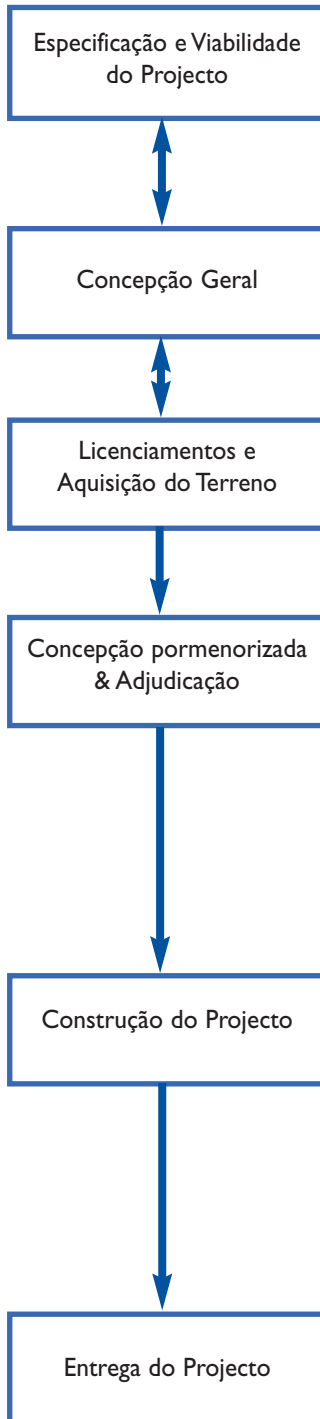 Especificação e Viabilidade
do Projecto
Concepção Geral
Licenciamentos e
Aquisição do Terreno
Concepção pormenorizada
& Adjudicação
Construção do Projecto
Entrega do Projecto